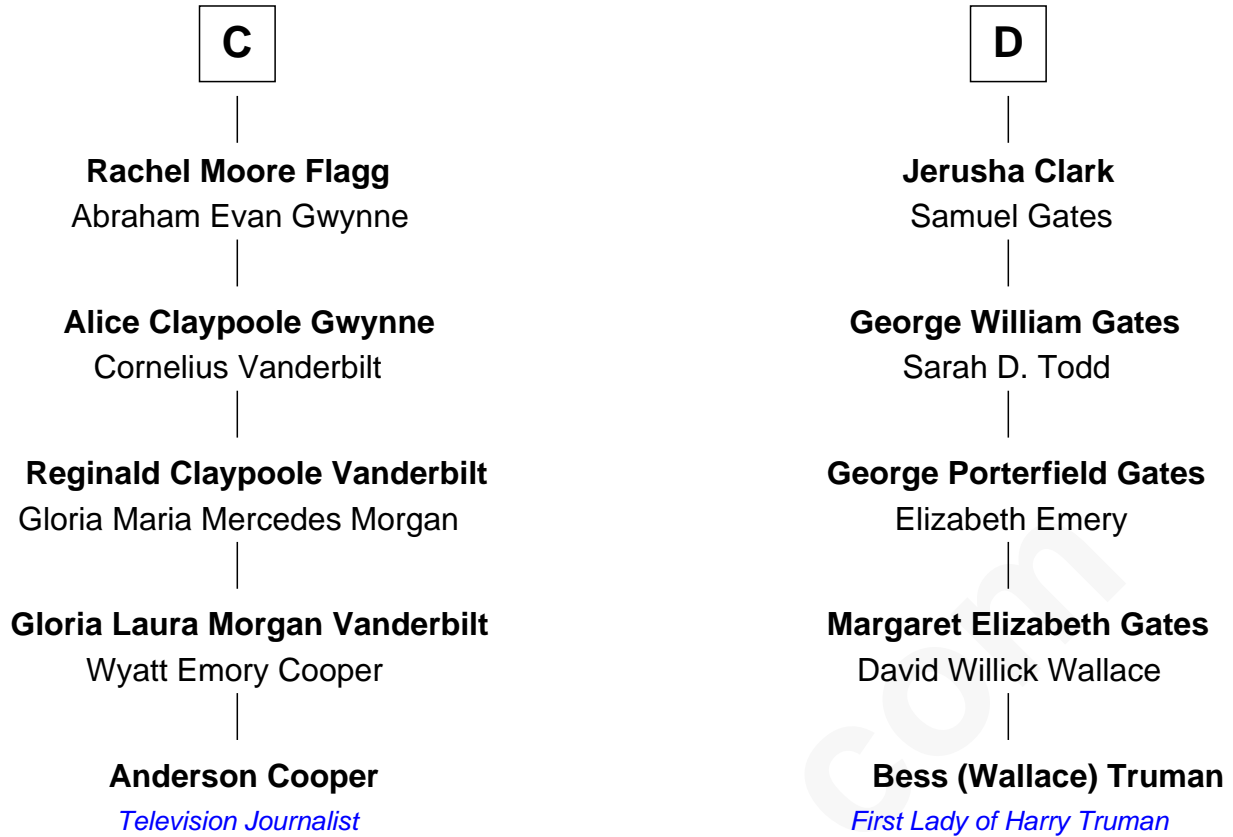 C
Rachel Moore Flagg
Abraham Evan Gwynne
Alice Claypoole Gwynne
Cornelius Vanderbilt
Reginald Claypoole Vanderbilt
Gloria Maria Mercedes Morgan
Gloria Laura Morgan Vanderbilt
Wyatt Emory Cooper
Anderson Cooper
Television Journalist
D
Jerusha Clark
Samuel Gates
George William Gates
Sarah D. Todd
George Porterfield Gates
Elizabeth Emery
Margaret Elizabeth Gates
David Willick Wallace
Bess (Wallace) Truman
First Lady of Harry Truman
com